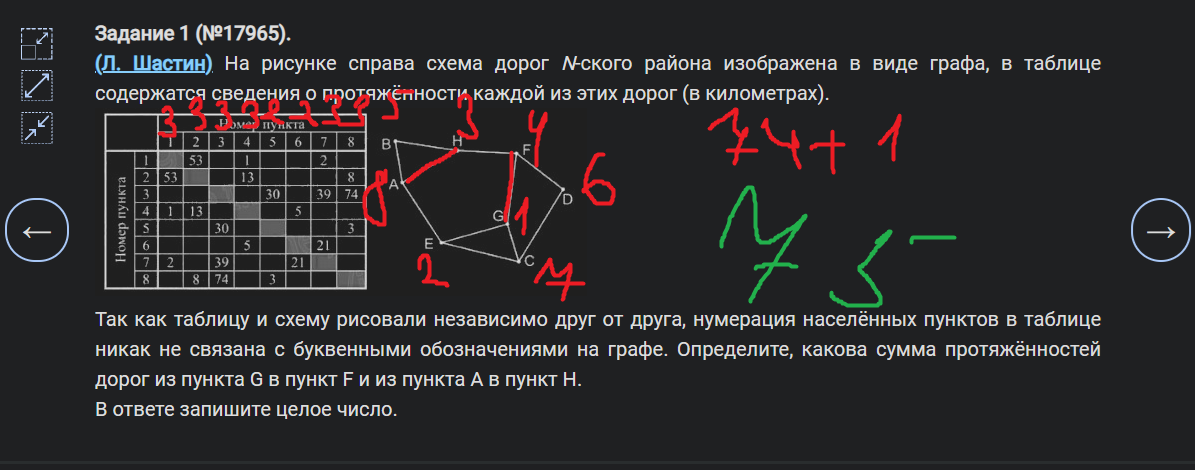 Задание 1 (№17965).
(Л. Шастин) На рисунке справа схема дорог N-ского района изображена в виде графа, в таблице
содержатся сведения о протяжённости каждой из этих дорог (в километрах).
3 3 3 3 2 2 3 3 5
Номер пункта
1 2 3 4 5 6 7 8
Номер пункта
1 53 1 2
2 53 13 8
3 30 39 74
4 1 13 5
5 30 3
6 5 21
7 2 39 21
8 8 74 3
B H F A D G E C
3 4 8 6 1 2 7
74+1
75
←
→
Так как таблицу и схему рисовали независимо друг от друга, нумерация населённых пунктов в таблице
никак не связана с буквенными обозначениями на графе. Определите, какова сумма протяжённостей
дорог из пункта G в пункт F и из пункта A в пункт H.
В ответе запишите целое число.